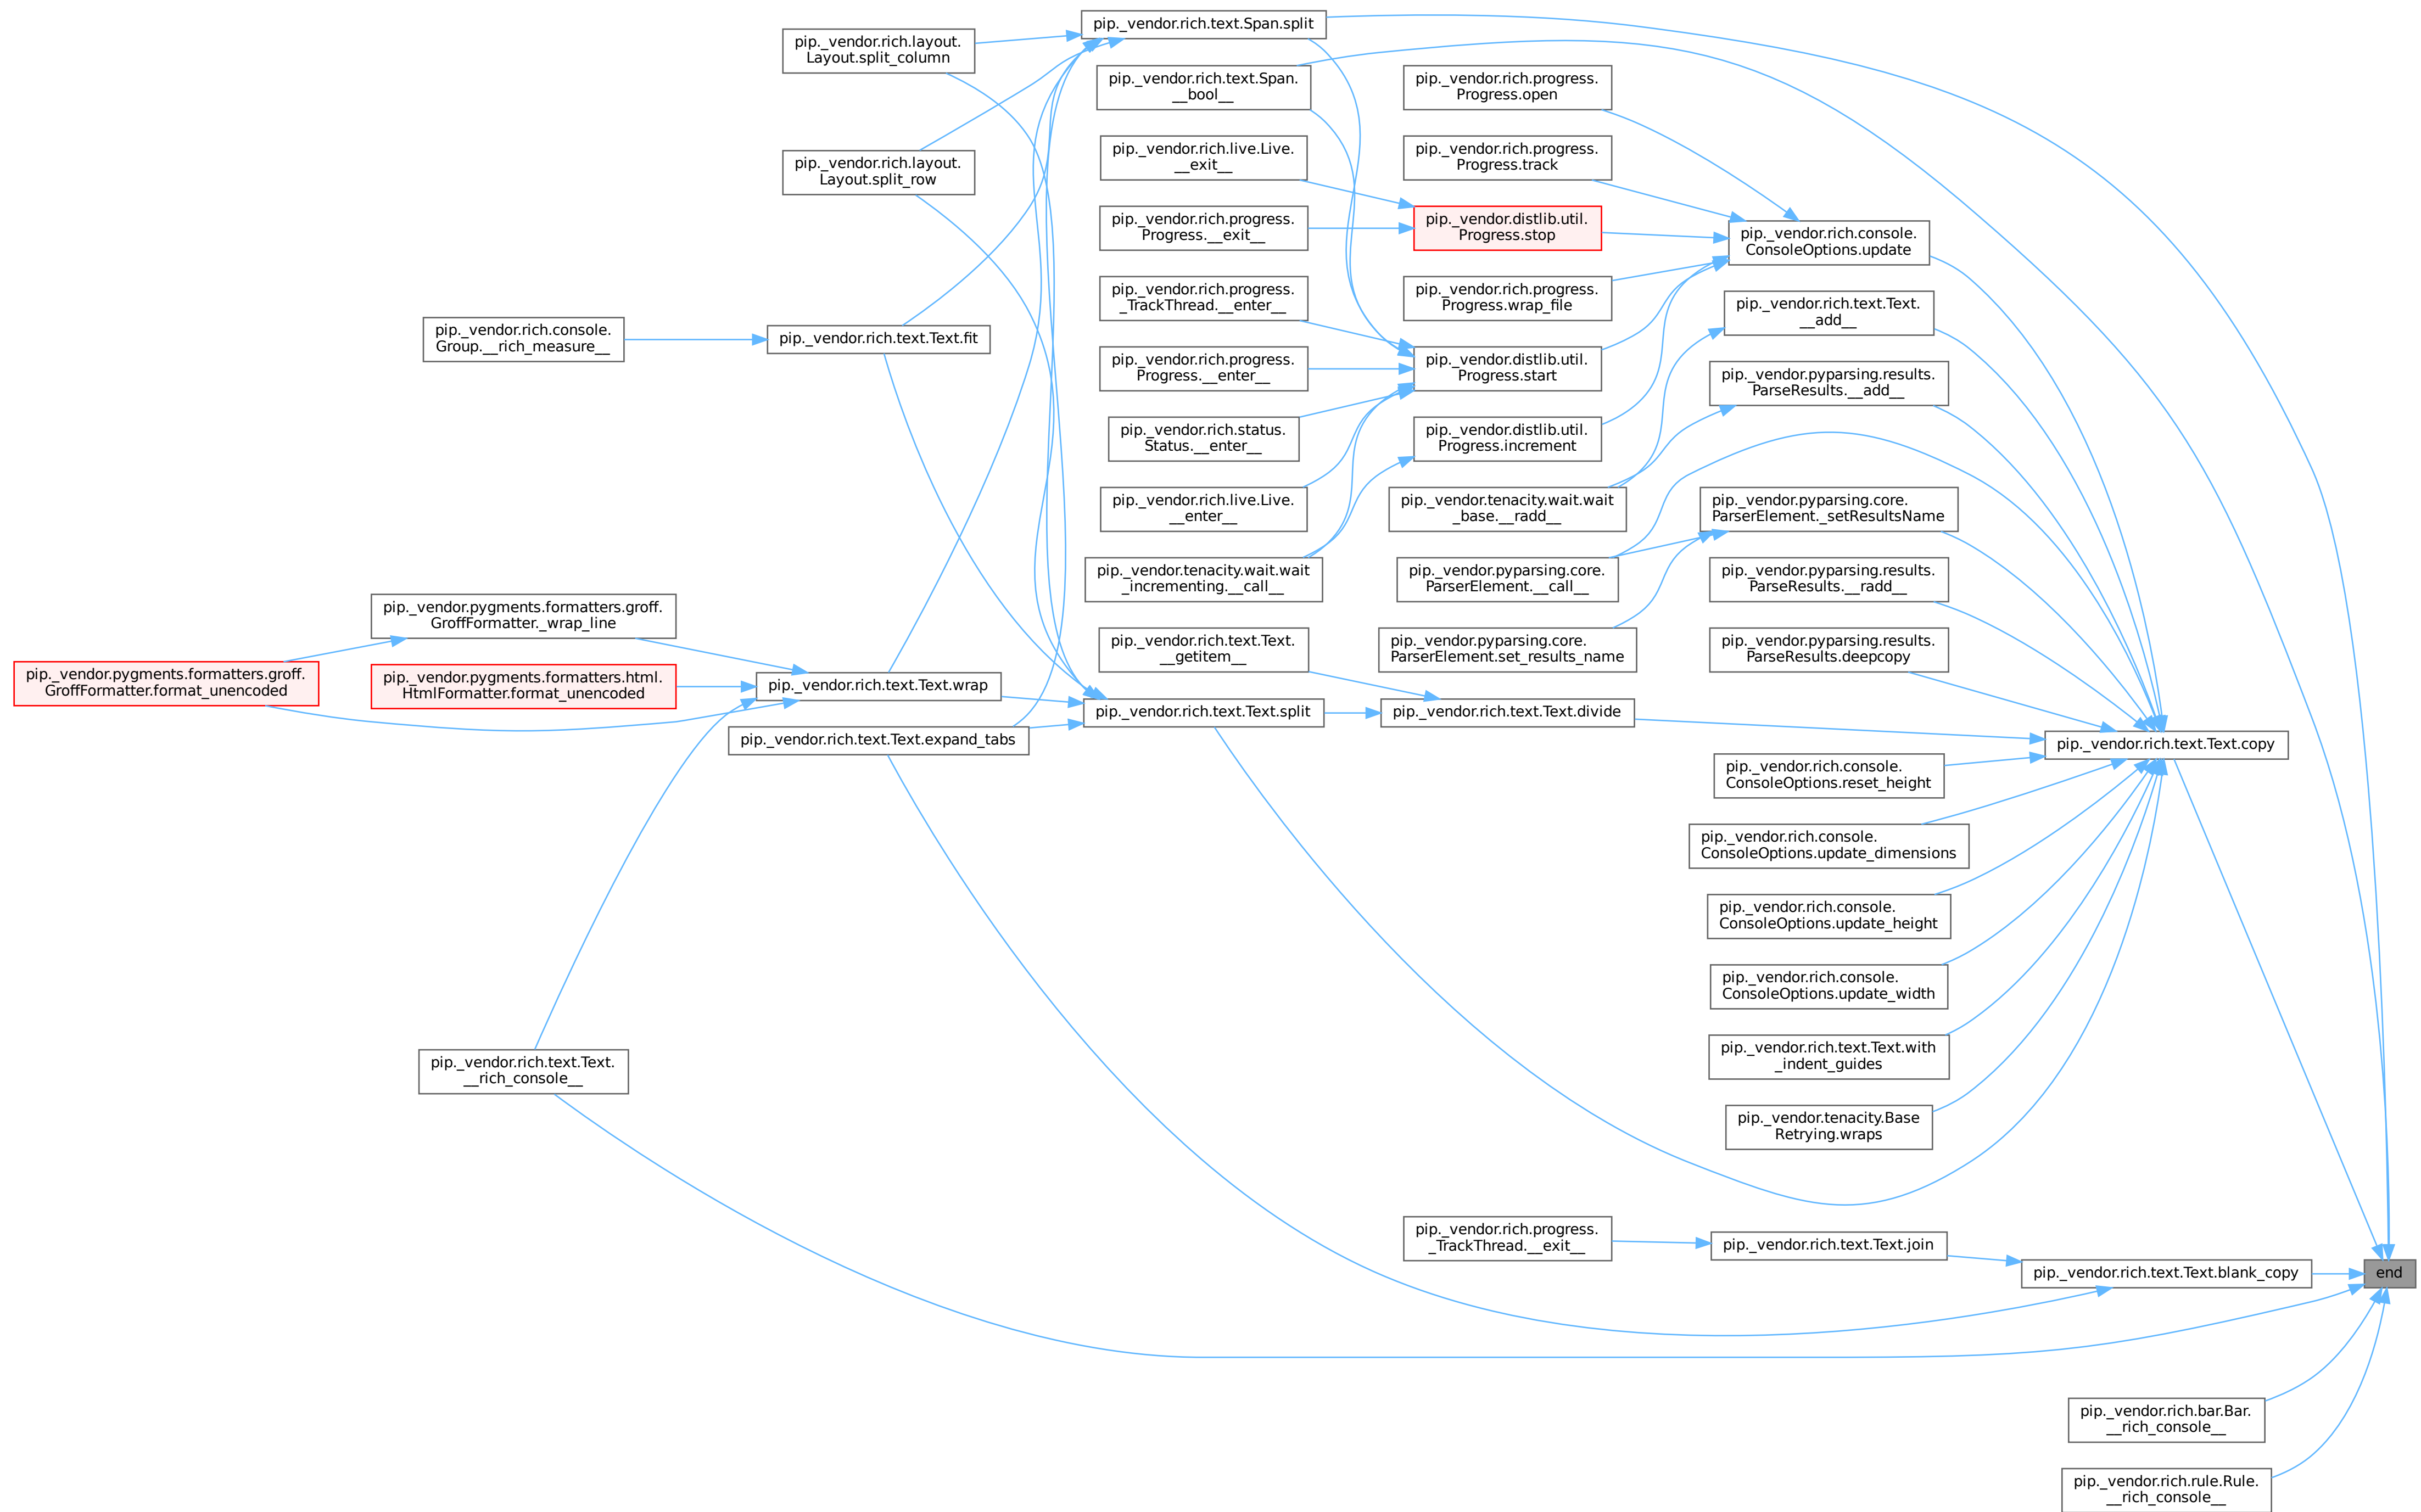 pip._vendor.rich.text.Span.split
pip._vendor.rich.layout.
Layout.split_column
pip._vendor.rich.text.Span.
__bool__
pip._vendor.rich.progress.
Progress.open
pip._vendor.rich.live.Live.
__exit__
pip._vendor.rich.progress.
Progress.track
pip._vendor.rich.layout.
Layout.split_row
pip._vendor.rich.progress.
Progress.__exit__
pip._vendor.distlib.util.
Progress.stop
pip._vendor.rich.console.
ConsoleOptions.update
pip._vendor.rich.progress.
_TrackThread.__enter__
pip._vendor.rich.progress.
Progress.wrap_file
pip._vendor.rich.text.Text.
__add__
pip._vendor.rich.console.
Group.__rich_measure__
pip._vendor.rich.text.Text.fit
pip._vendor.rich.progress.
Progress.__enter__
pip._vendor.distlib.util.
Progress.start
pip._vendor.pyparsing.results.
ParseResults.__add__
pip._vendor.rich.status.
Status.__enter__
pip._vendor.distlib.util.
Progress.increment
pip._vendor.rich.live.Live.
__enter__
pip._vendor.tenacity.wait.wait
_base.__radd__
pip._vendor.pyparsing.core.
ParserElement._setResultsName
pip._vendor.tenacity.wait.wait
_incrementing.__call__
pip._vendor.pyparsing.core.
ParserElement.__call__
pip._vendor.pyparsing.results.
ParseResults.__radd__
pip._vendor.pygments.formatters.groff.
GroffFormatter._wrap_line
pip._vendor.rich.text.Text.
__getitem__
pip._vendor.pyparsing.core.
ParserElement.set_results_name
pip._vendor.pyparsing.results.
ParseResults.deepcopy
pip._vendor.pygments.formatters.groff.
GroffFormatter.format_unencoded
pip._vendor.pygments.formatters.html.
HtmlFormatter.format_unencoded
pip._vendor.rich.text.Text.wrap
pip._vendor.rich.text.Text.split
pip._vendor.rich.text.Text.divide
pip._vendor.rich.text.Text.expand_tabs
pip._vendor.rich.text.Text.copy
pip._vendor.rich.console.
ConsoleOptions.reset_height
pip._vendor.rich.console.
ConsoleOptions.update_dimensions
pip._vendor.rich.console.
ConsoleOptions.update_height
pip._vendor.rich.console.
ConsoleOptions.update_width
pip._vendor.rich.text.Text.with
_indent_guides
pip._vendor.rich.text.Text.
__rich_console__
pip._vendor.tenacity.Base
Retrying.wraps
pip._vendor.rich.progress.
_TrackThread.__exit__
pip._vendor.rich.text.Text.join
pip._vendor.rich.text.Text.blank_copy
end
pip._vendor.rich.bar.Bar.
__rich_console__
pip._vendor.rich.rule.Rule.
__rich_console__